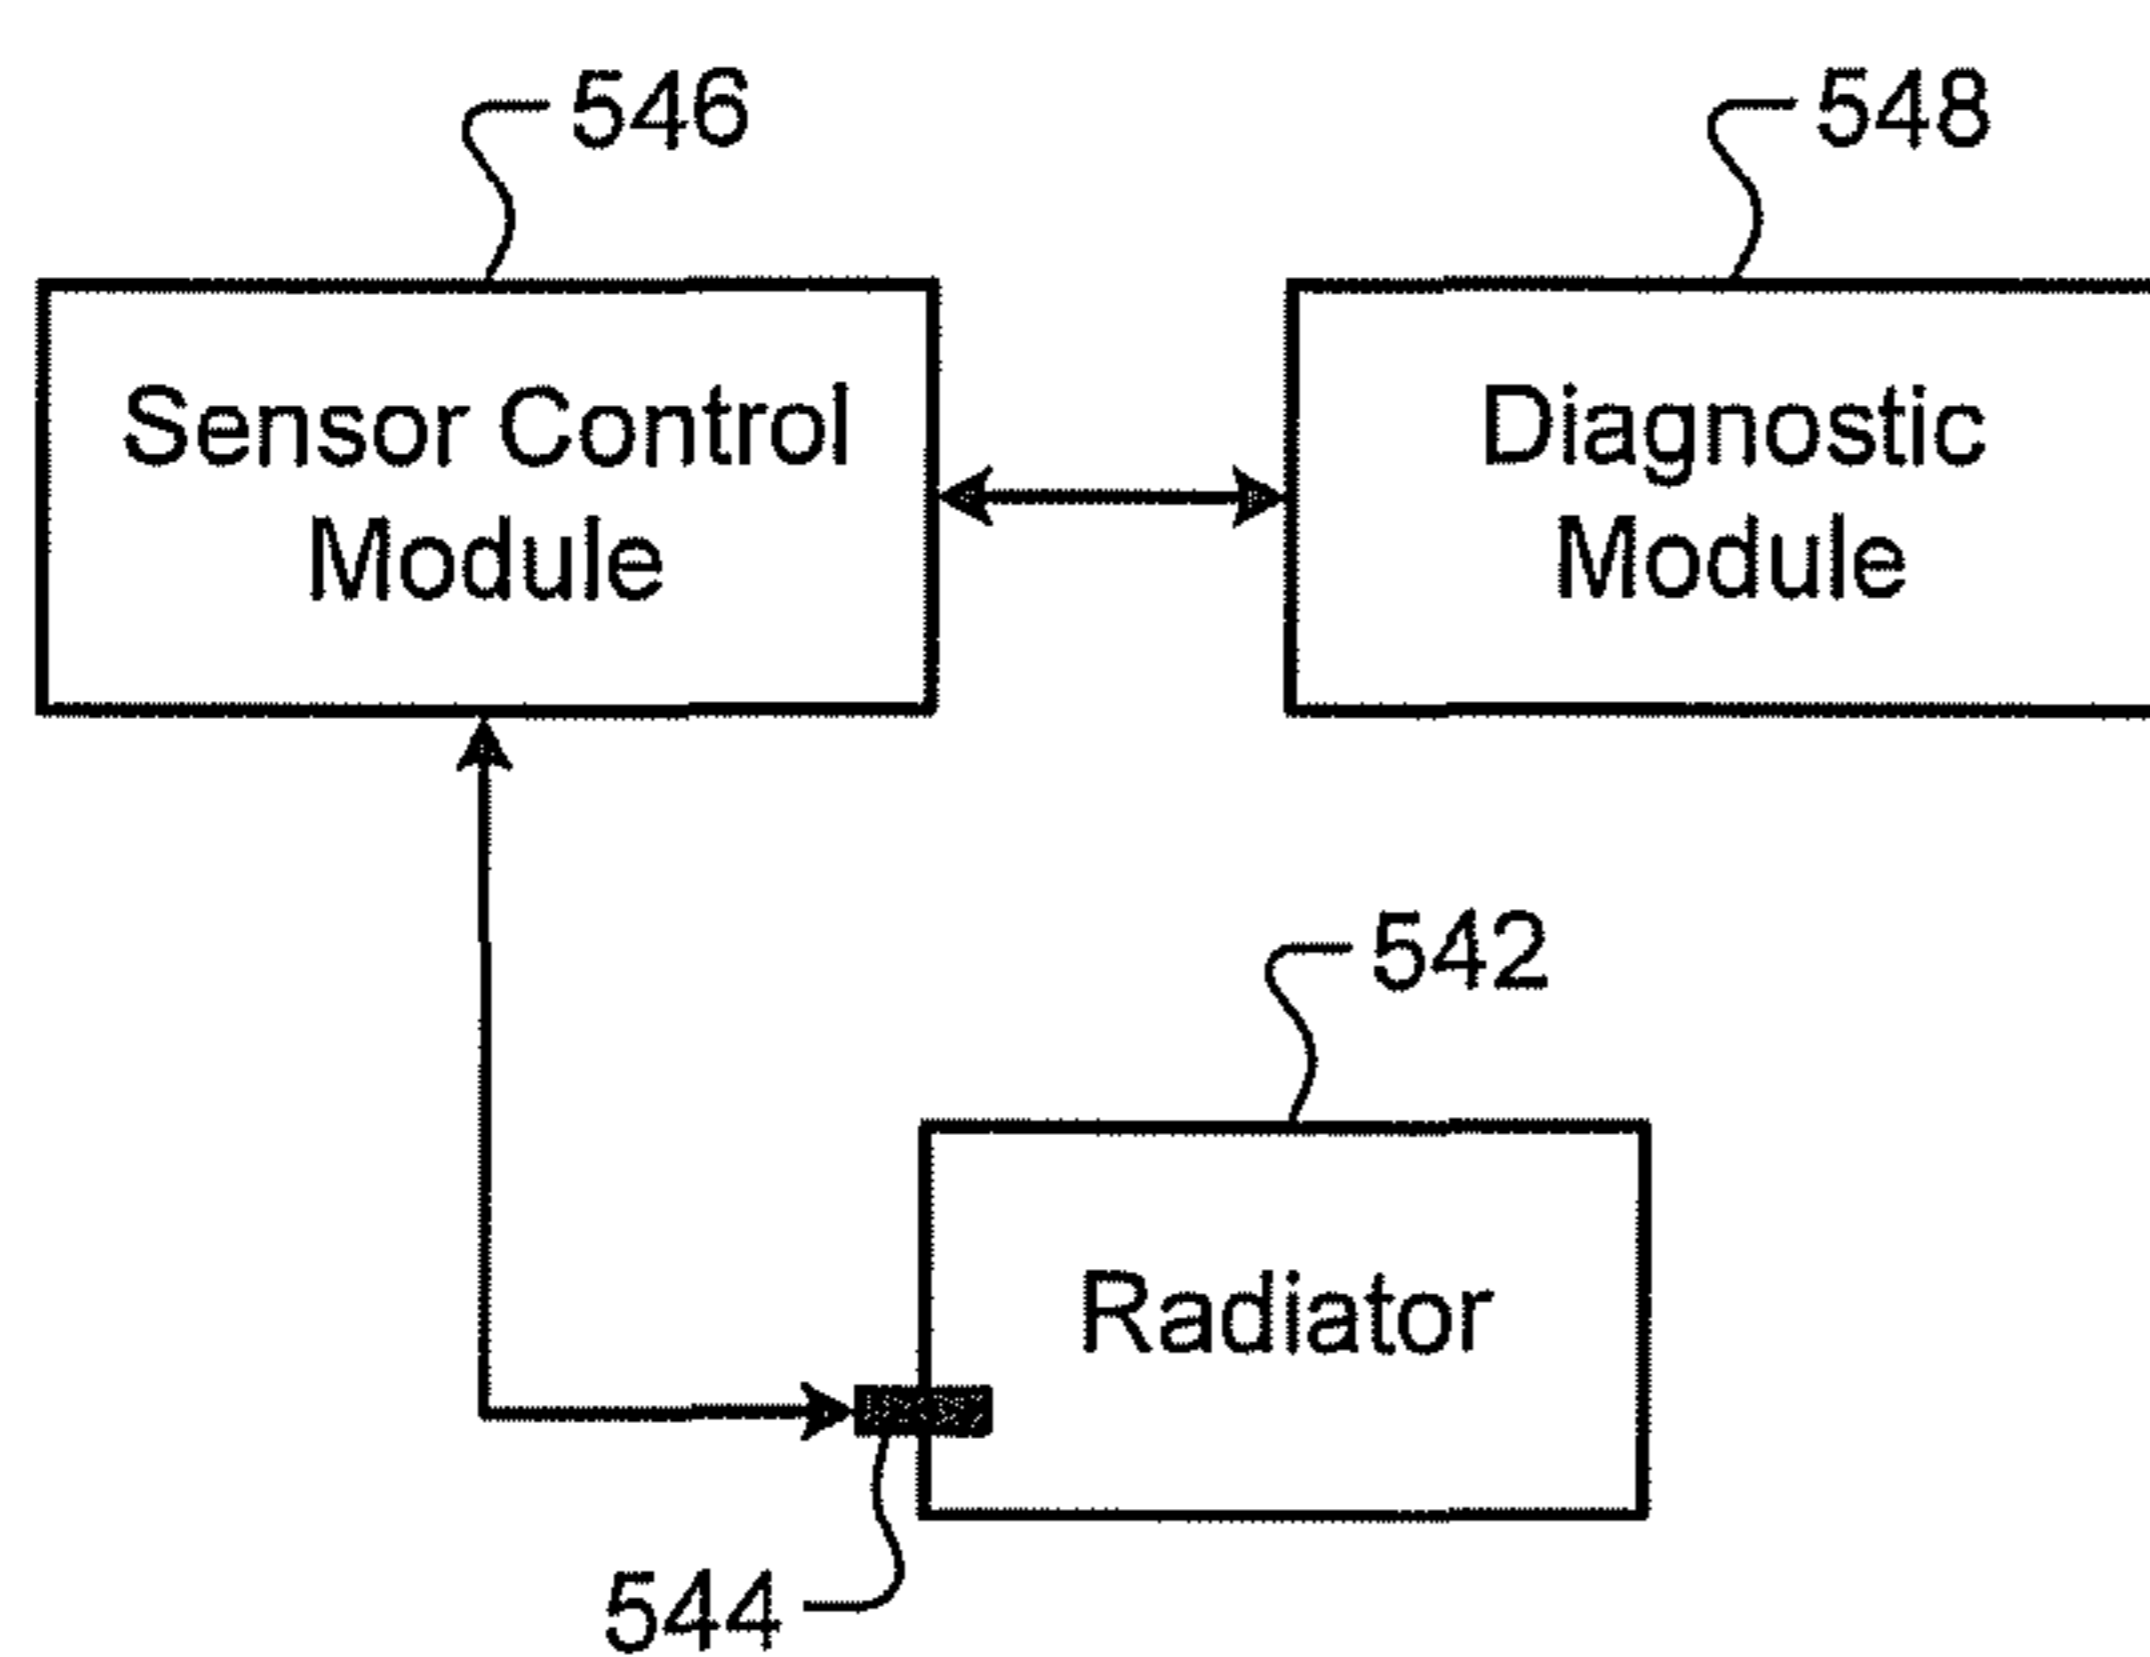 546
548
Sensor Control
Module
Diagnostic
Module
542
Radiator
544